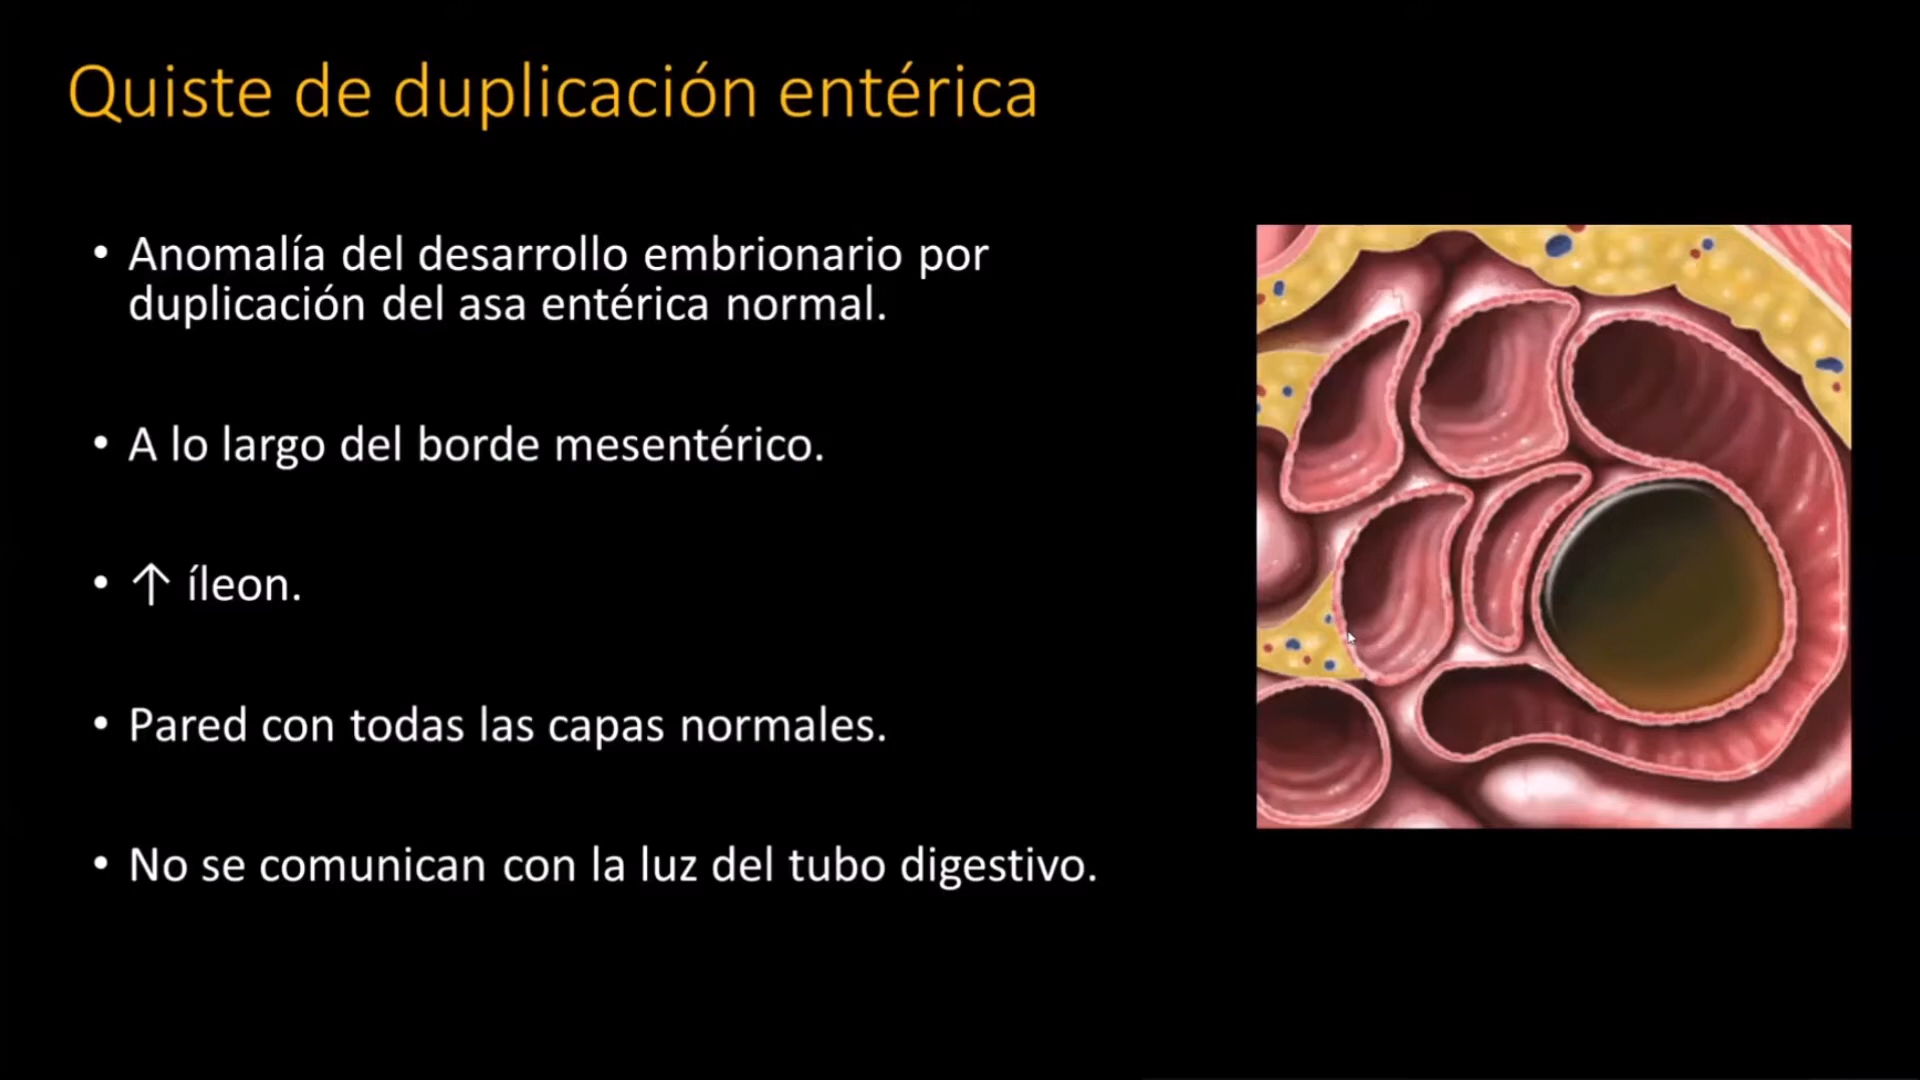 Quiste de duplicación entérica
• Anomalía del desarrollo embrionario por
duplicación del asa entérica normal.
• A lo largo del borde mesentérico.
• ↑ íleon.
• Pared con todas las capas normales.
• No se comunican con la luz del tubo digestivo.